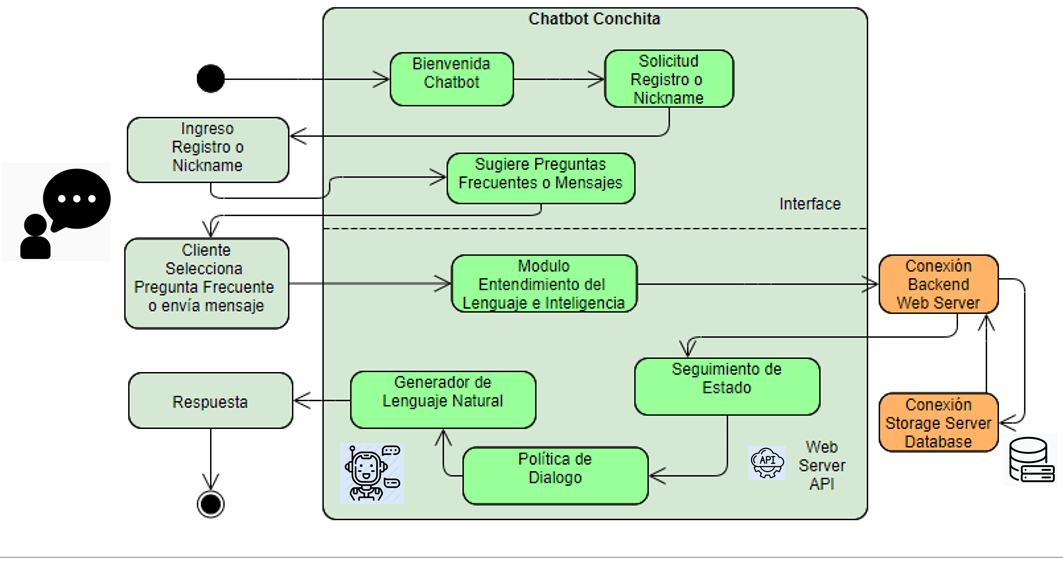 Chatbot Conchita
Bienvenida
Chatbot
Solicitud
Registro o
Nickname
Ingreso
Registro o
Nickname
Sugiere Preguntas
Frecuentes o Mensajes
Interface
Cliente
Selecciona
Pregunta Frecuente
o envía mensaje
Modulo
Entendimiento del
Lenguaje e Inteligencia
Conexión
Backend
Web Server
Seguimiento de
Estado
Generador de
Lenguaje Natural
Respuesta
Conexión
Storage Server
Database
Política de
Dialogo
API
Web
Server
API